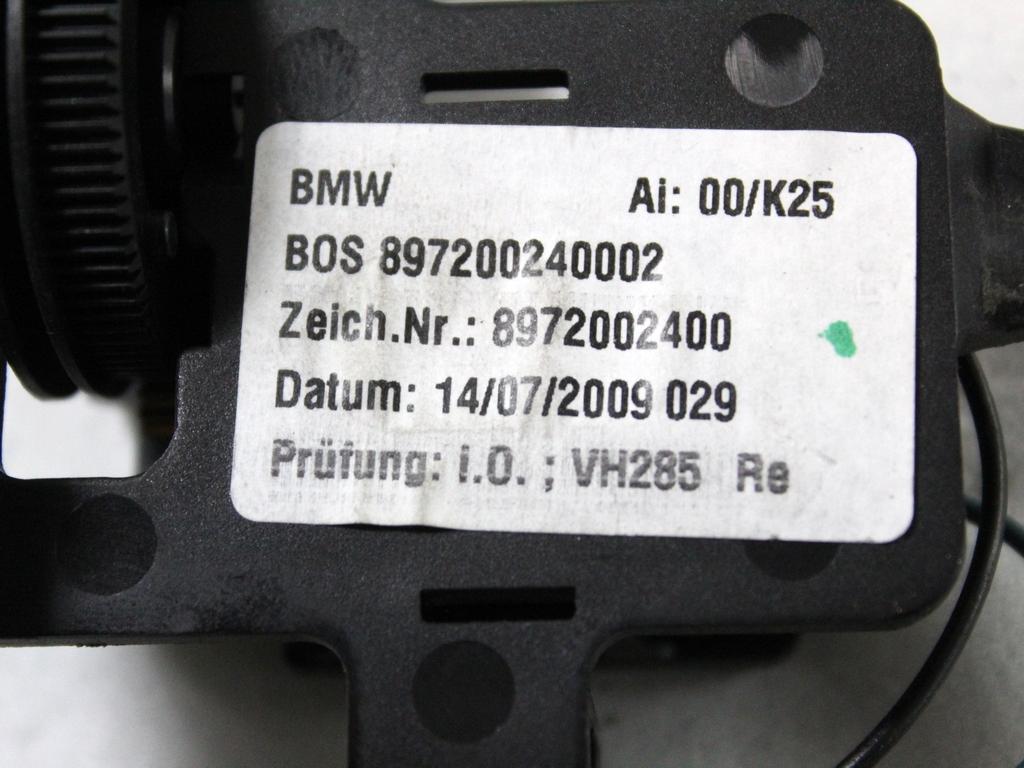 BMW Ai: 00/K25
BOS 897200240002
Zeich.Nr.: 8972002400
Datum: 14/07/2009 029
Prüfung: i.O. ; VH285 Re